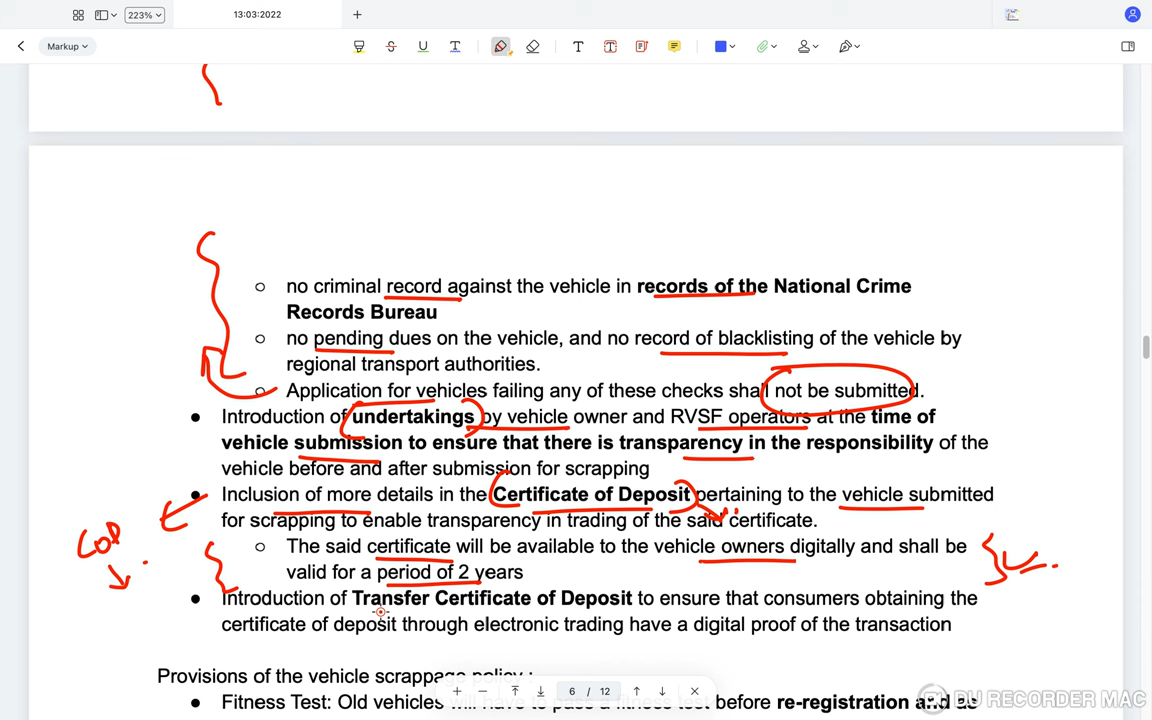 223%
13:03:2022
Markup
no criminal record against the vehicle in records of the National Crime
Records Bureau
no pending dues on the vehicle, and no record of blacklisting of the vehicle by
regional transport authorities.
Application for vehicles failing any of these checks shall not be submitted.
Introduction of undertakings by vehicle owner and RVSF operators at the time of
vehicle submission to ensure that there is transparency in the responsibility of the
vehicle before and after submission for scrapping
Inclusion of more details in the Certificate of Deposit pertaining to the vehicle submitted
for scrapping to enable transparency in trading of the said certificate.
COD
The said certificate will be available to the vehicle owners digitally and shall be
valid for a period of 2 years
Introduction of Transfer Certificate of Deposit to ensure that consumers obtaining the
certificate of deposit through electronic trading have a digital proof of the transaction
Provisions of the vehicle scrappage policy :
6 / 12
Fitness Test: Old vehicles will have to pass a fitness test before re-registration and as
DU RECORDER MAC